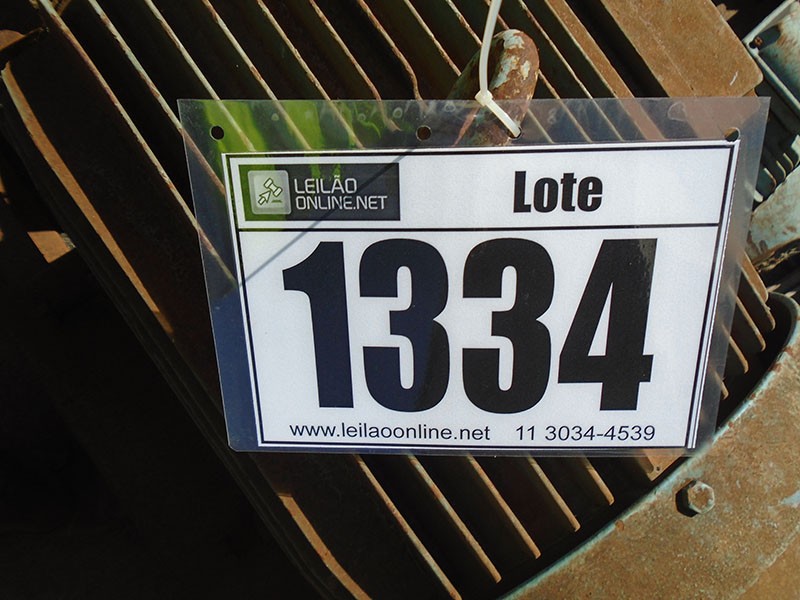 LEILÃO
ONLINE.NET
Lote
1334
www.leilaoonline.net 11 3034-4539